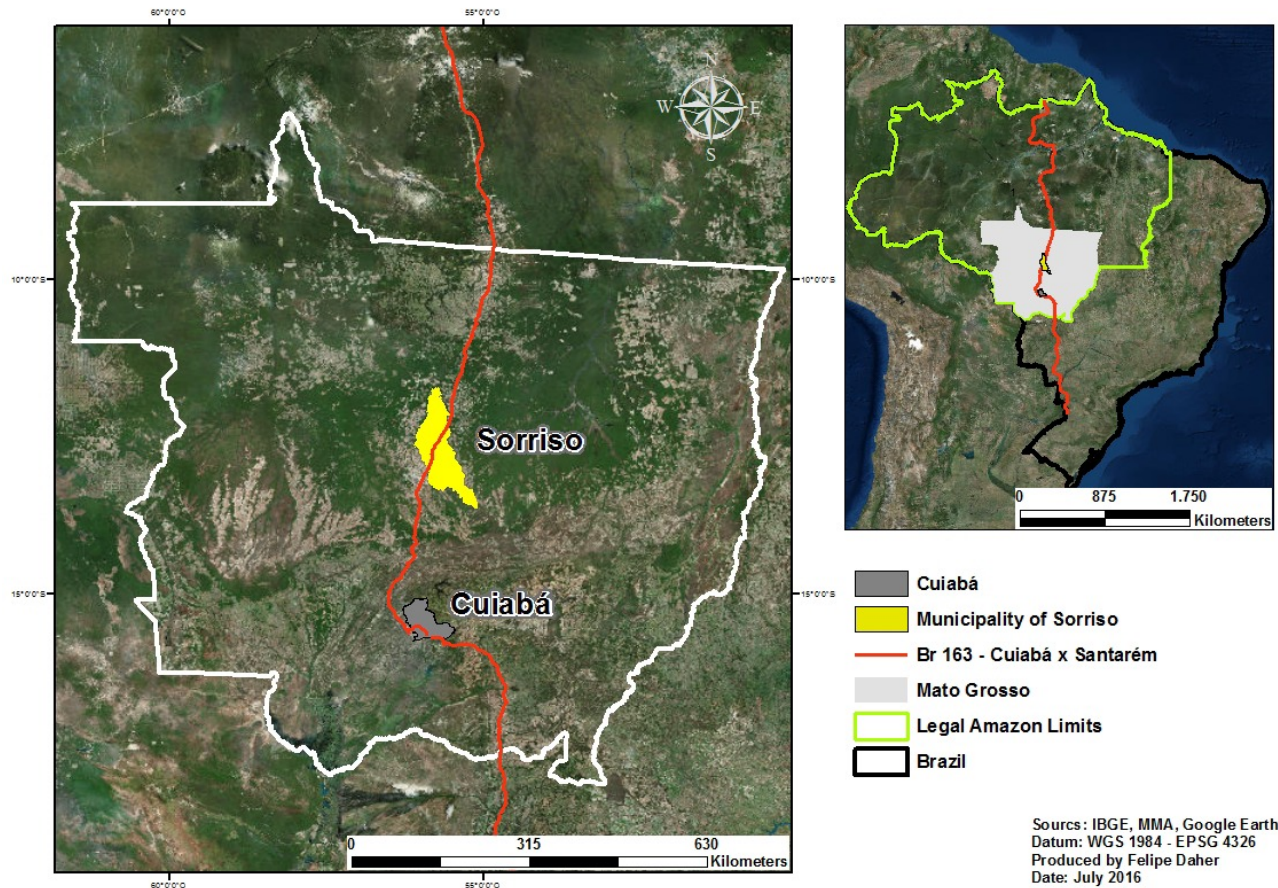 60°0'0"O 55°0'0"O
N
W E
S
10°0'0"S 10°0'0"S
Sorriso
Cuiabá
15°0'0"S 15°0'0"S
0 315 630
Kilometers
60°0'0"O 55°0'0"O
0 875 1.750
Kilometers
Cuiabá
Municipality of Sorriso
Br 163 - Cuiabá x Santarém
Mato Grosso
Legal Amazon Limits
Brazil
Sourcs: IBGE, MMA, Google Earth
Datum: WGS 1984 - EPSG 4326
Produced by Felipe Daher
Date: July 2016